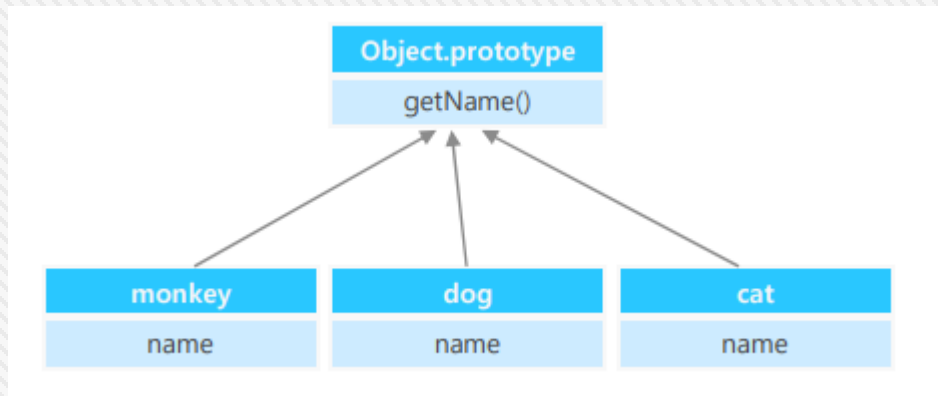 Object.prototype
getName()
monkey
dog
cat
name
name
name